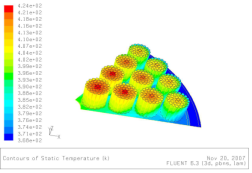 4.24e+02
4.21e+02
4.18e+02
4.16e+02
4.13e+02
4.10e+02
4.07e+02
4.04e+02
4.02e+02
3.99e+02
3.96e+02
3.93e+02
3.90e+02
3.88e+02
3.85e+02
3.82e+02
3.79e+02
3.76e+02
3.74e+02
3.71e+02
3.68e+02
Contours of Static Temperature (k)
Nov 20, 2007
FLUENT 6.3 (3d, pbns, lam)